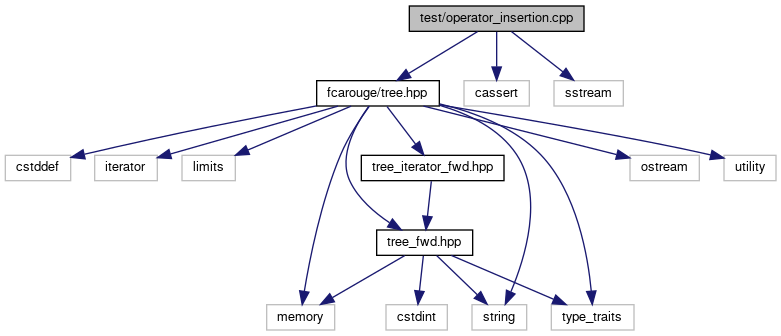 test/operator_insertion.cpp
fcarouge/tree.hpp
cassert
sstream
cstddef
iterator
limits
tree_iterator_fwd.hpp
ostream
utility
tree_fwd.hpp
memory
cstdint
string
type_traits